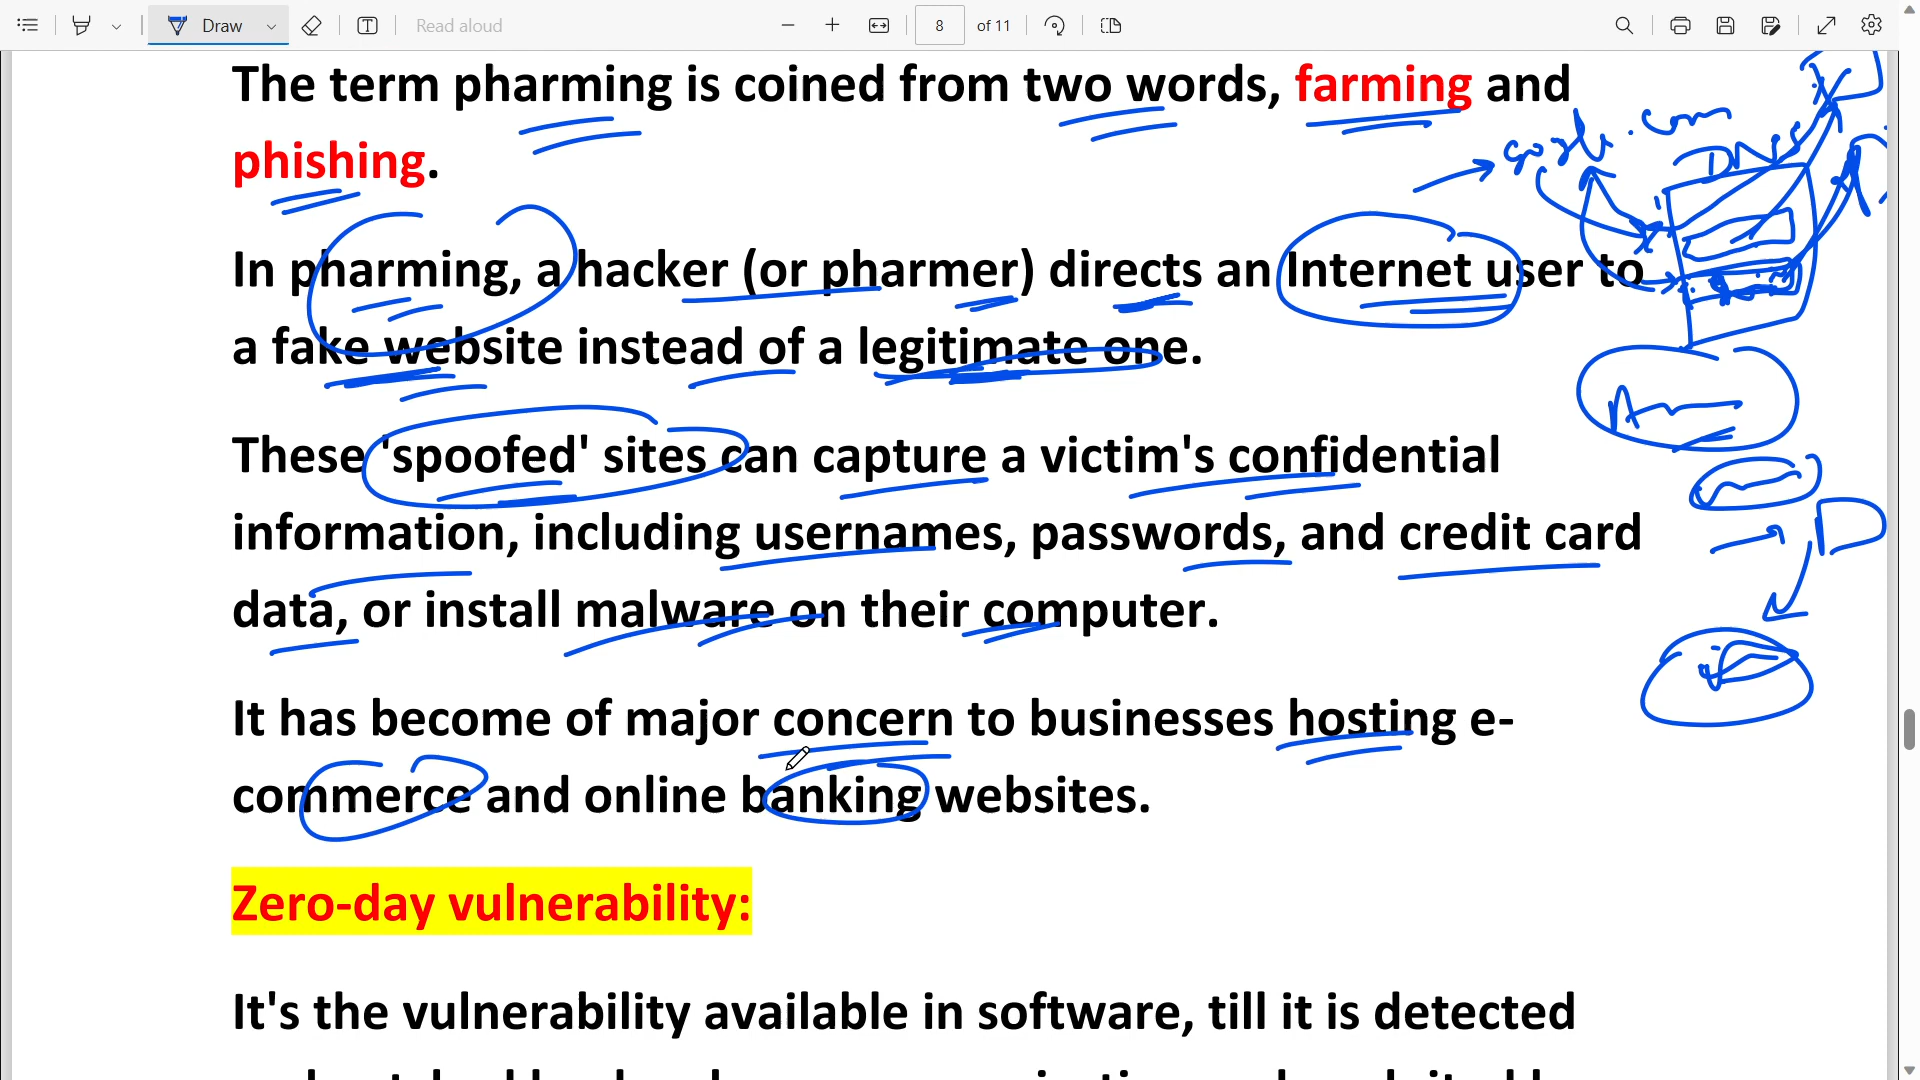 Draw
Read aloud
8
of 11
The term pharming is coined from two words, farming and
phishing.
google.com
DNS
In pharming, a hacker (or pharmer) directs an Internet user to
a fake website instead of a legitimate one.
These 'spoofed' sites can capture a victim's confidential
information, including usernames, passwords, and credit card
data, or install malware on their computer.
It has become of major concern to businesses hosting e-
commerce and online banking websites.
Zero-day vulnerability:
It's the vulnerability available in software, till it is detected